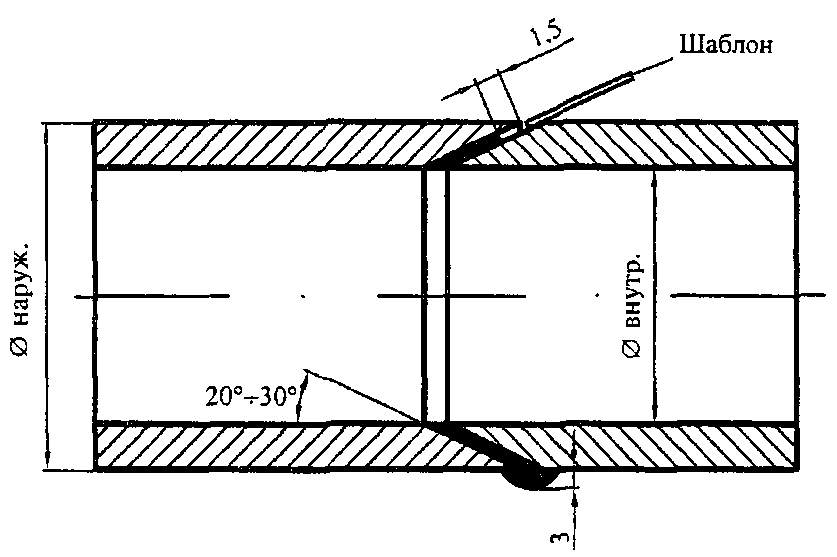 1,5
Шаблон
Ø наруж.
Ø внутр.
20°÷30°
3